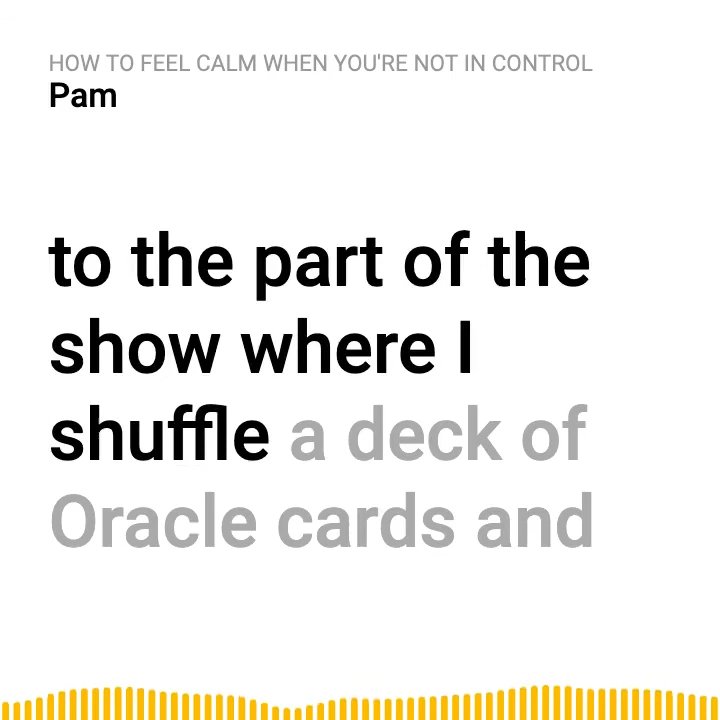 HOW TO FEEL CALM WHEN YOU'RE NOT IN CONTROL
Pam
to the part of the
show where I
shuffle a deck of
Oracle cards and